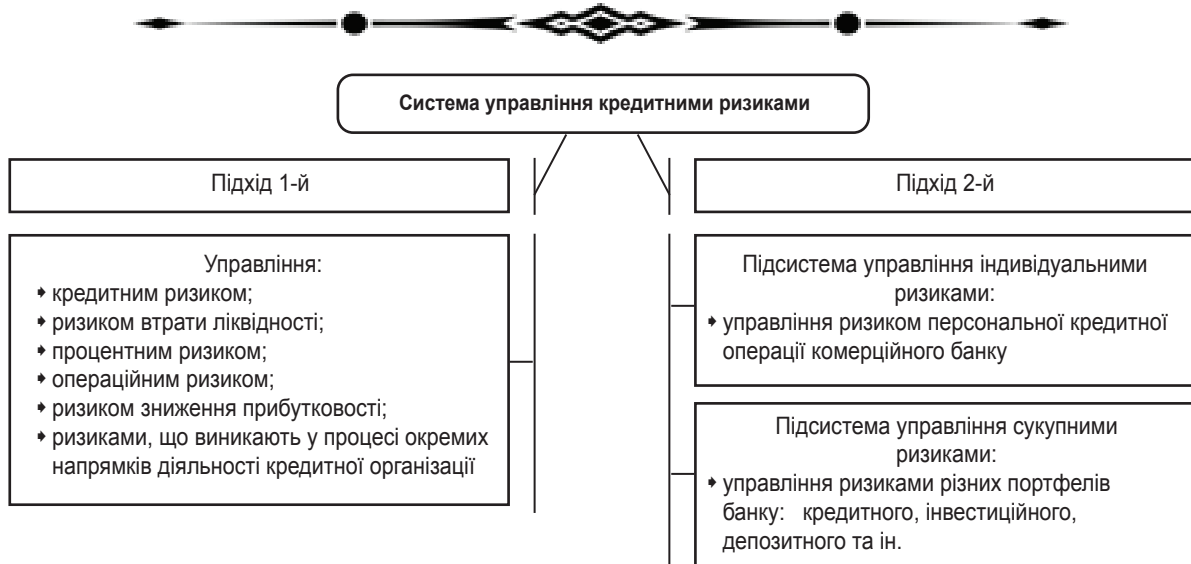 Система управління кредитними ризиками
Підхід 1-й
Управління:
➧ кредитним ризиком;
➧ ризиком втрати ліквідності;
➧ процентним ризиком;
➧ операційним ризиком;
➧ ризиком зниження прибутковості;
➧ ризиками, що виникають у процесі окремих
напрямків діяльності кредитної організації
Підхід 2-й
Підсистема управління індивідуальними
ризиками:
➧ управління ризиком персональної кредитної
операції комерційного банку
Підсистема управління сукупними
ризиками:
➧ управління ризиками різних портфелів
банку: кредитного, інвестиційного,
депозитного та ін.